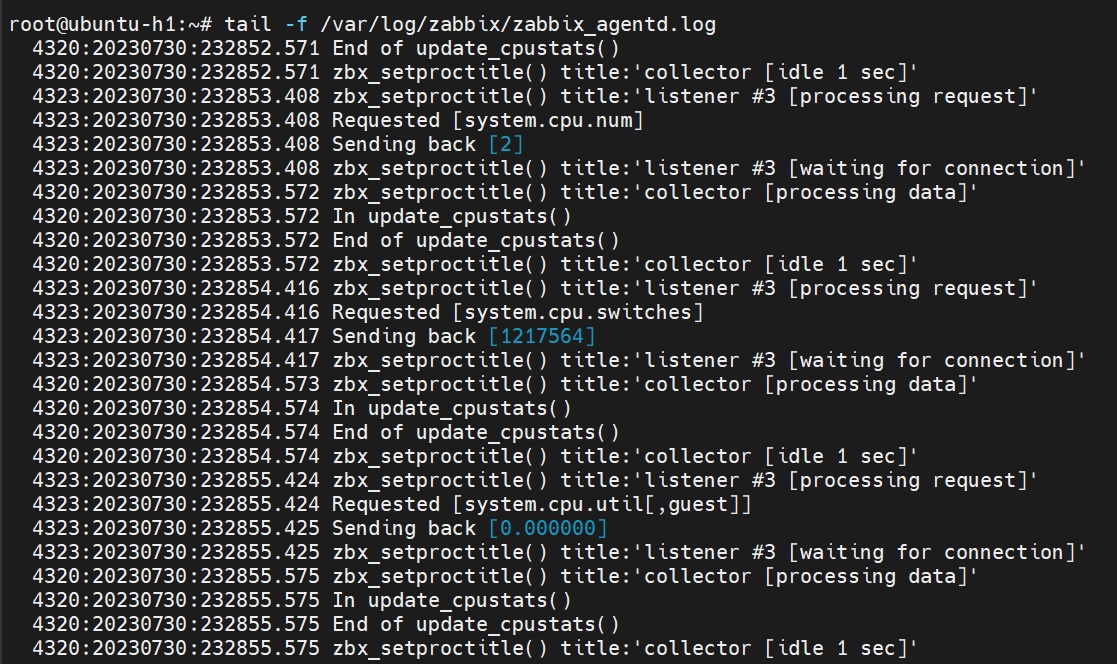 root@ubuntu-h1:~# tail -f /var/log/zabbix/zabbix_agentd.log
4320:20230730:232852.571 End of update_cpustats()
4320:20230730:232852.571 zbx_setproctitle() title:'collector [idle 1 sec]'
4323:20230730:232853.408 zbx_setproctitle() title:'listener #3 [processing request]'
4323:20230730:232853.408 Requested [system.cpu.num]
4323:20230730:232853.408 Sending back [2]
4323:20230730:232853.408 zbx_setproctitle() title:'listener #3 [waiting for connection]'
4320:20230730:232853.572 zbx_setproctitle() title:'collector [processing data]'
4320:20230730:232853.572 In update_cpustats()
4320:20230730:232853.572 End of update_cpustats()
4320:20230730:232853.572 zbx_setproctitle() title:'collector [idle 1 sec]'
4323:20230730:232854.416 zbx_setproctitle() title:'listener #3 [processing request]'
4323:20230730:232854.416 Requested [system.cpu.switches]
4323:20230730:232854.417 Sending back [1217564]
4323:20230730:232854.417 zbx_setproctitle() title:'listener #3 [waiting for connection]'
4320:20230730:232854.573 zbx_setproctitle() title:'collector [processing data]'
4320:20230730:232854.574 In update_cpustats()
4320:20230730:232854.574 End of update_cpustats()
4320:20230730:232854.574 zbx_setproctitle() title:'collector [idle 1 sec]'
4323:20230730:232855.424 zbx_setproctitle() title:'listener #3 [processing request]'
4323:20230730:232855.424 Requested [system.cpu.util[,guest]]
4323:20230730:232855.425 Sending back [0.000000]
4323:20230730:232855.425 zbx_setproctitle() title:'listener #3 [waiting for connection]'
4320:20230730:232855.575 zbx_setproctitle() title:'collector [processing data]'
4320:20230730:232855.575 In update_cpustats()
4320:20230730:232855.575 End of update_cpustats()
4320:20230730:232855.575 zbx_setproctitle() title:'collector [idle 1 sec]'